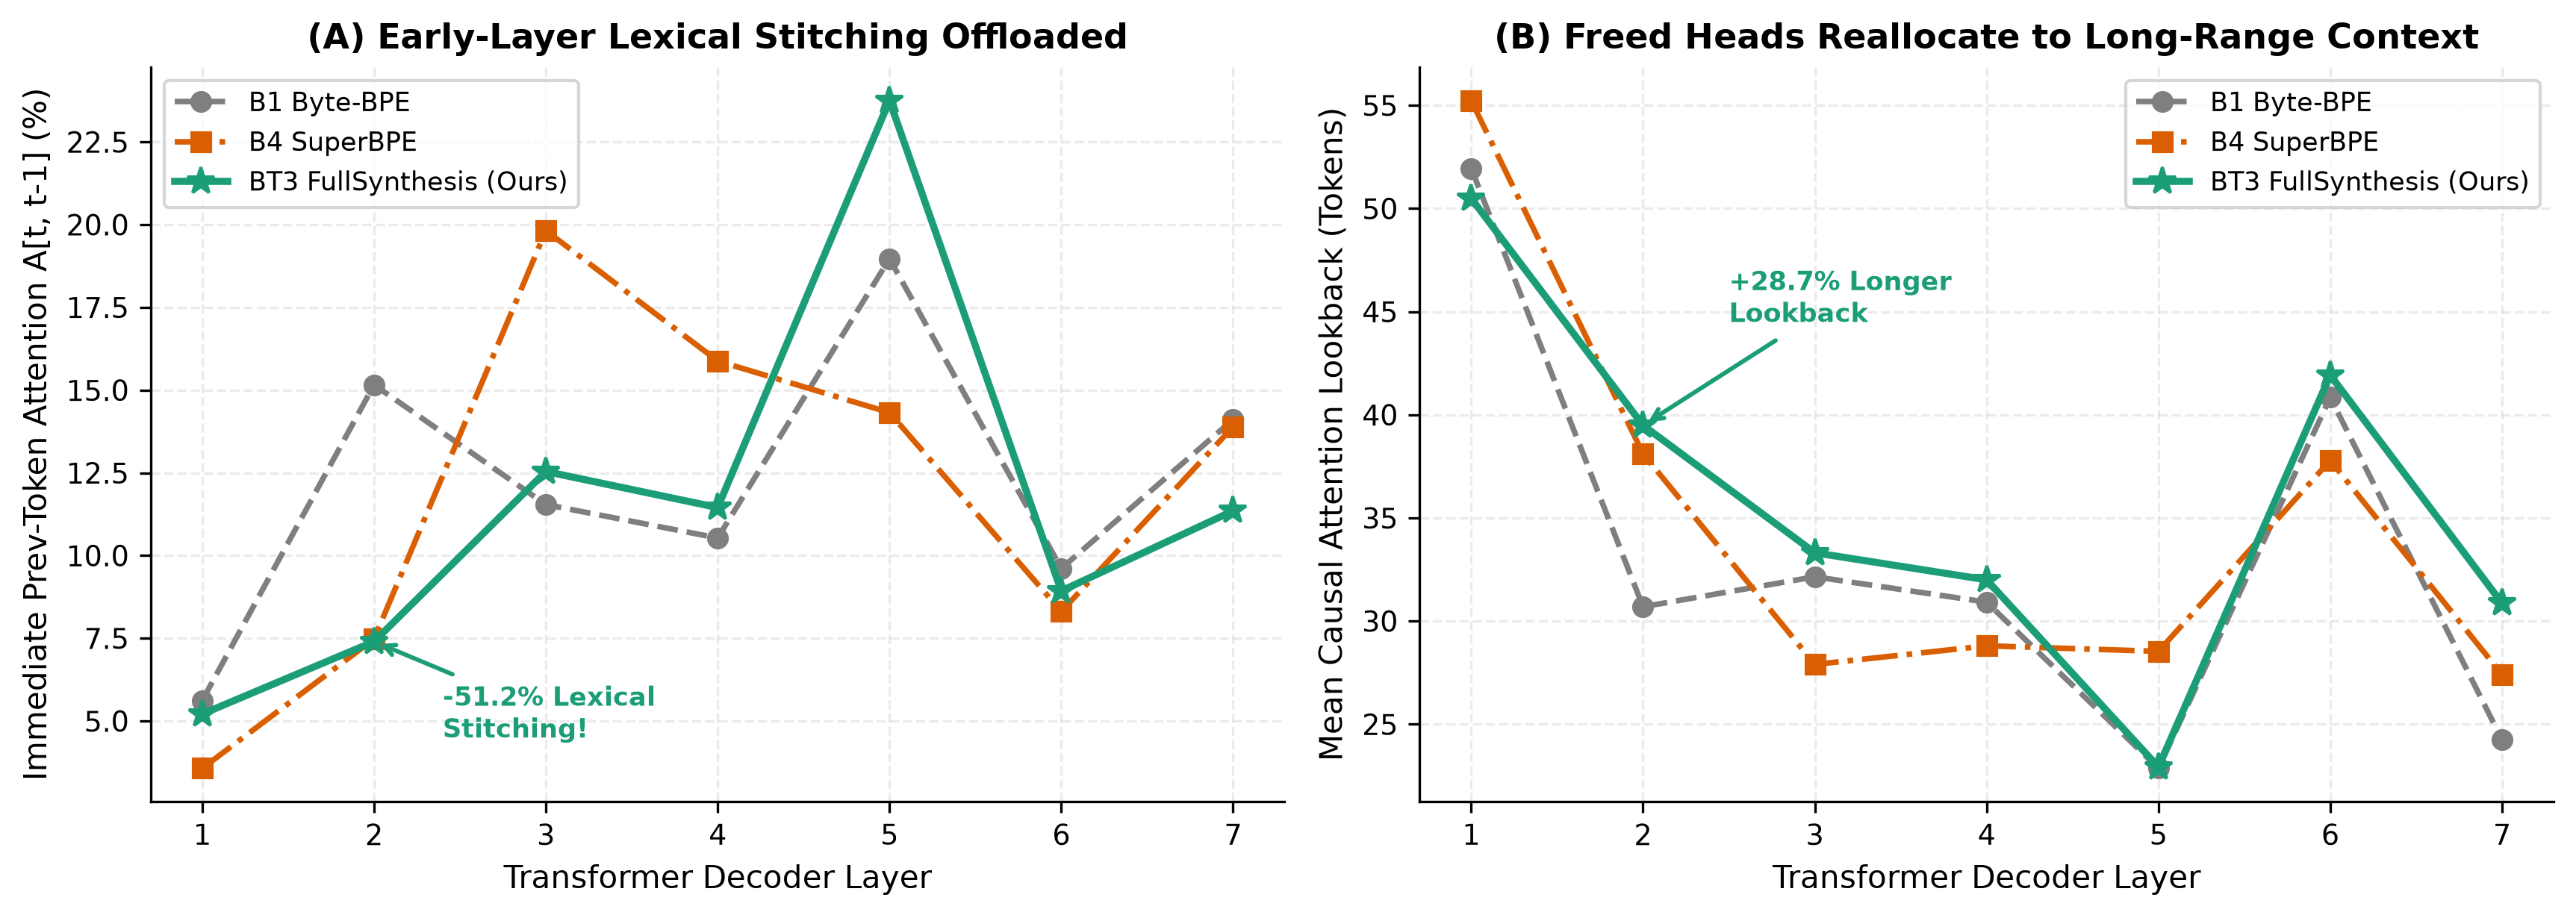 (A) Early-Layer Lexical Stitching Offloaded
Immediate Prev-Token Attention A[t, t-1] (%)
22.5
20.0
17.5
15.0
12.5
10.0
7.5
5.0
B1 Byte-BPE
B4 SuperBPE
BT3 FullSynthesis (Ours)
-51.2% Lexical
Stitching!
1 2 3 4 5 6 7
Transformer Decoder Layer
(B) Freed Heads Reallocate to Long-Range Context
Mean Causal Attention Lookback (Tokens)
55
50
45
40
35
30
25
B1 Byte-BPE
B4 SuperBPE
BT3 FullSynthesis (Ours)
+28.7% Longer
Lookback
1 2 3 4 5 6 7
Transformer Decoder Layer